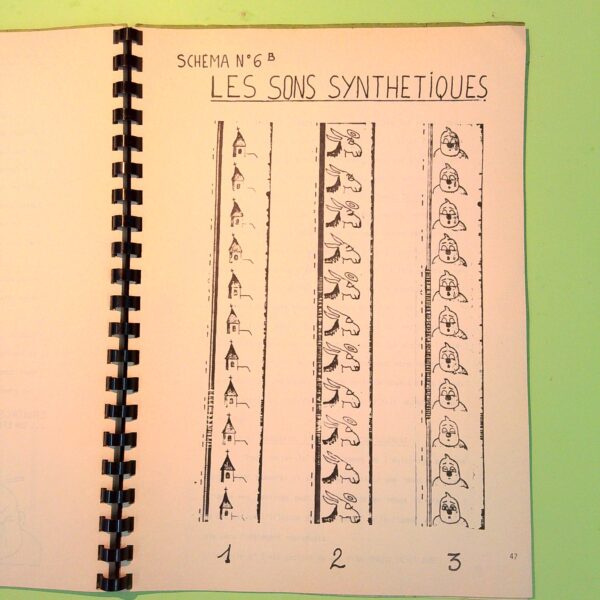 SCHEMA N°6 B
LES SONS SYNTHETIQUES
1 2 3
47